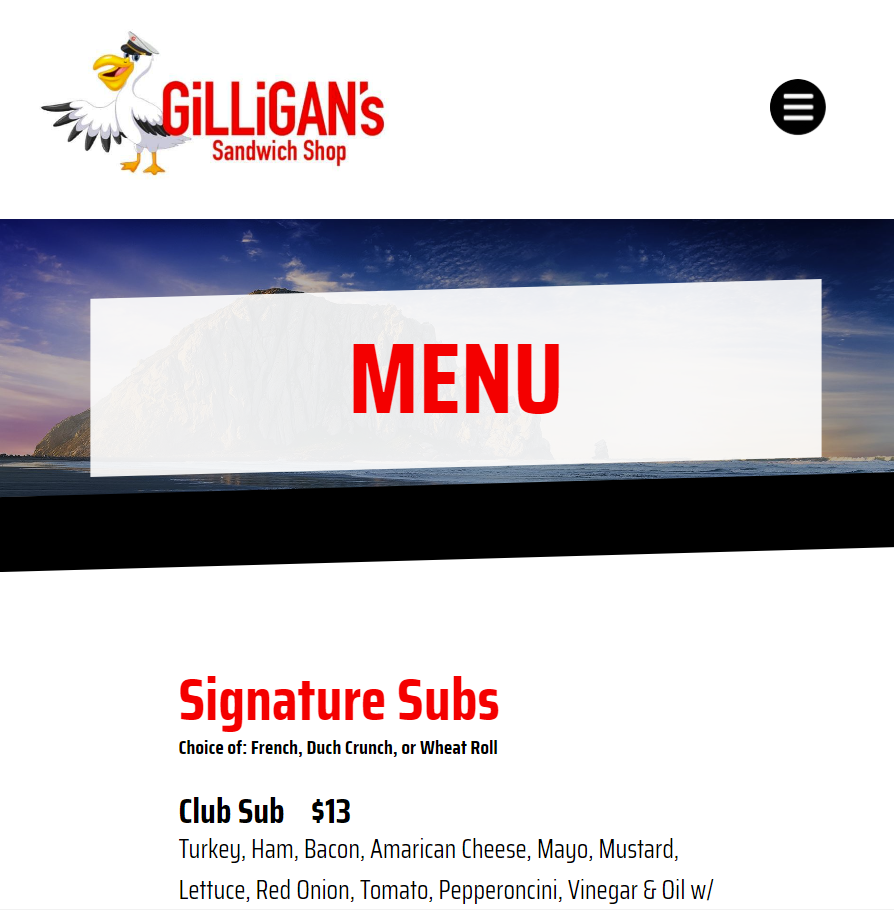 GiLLiGAN's
Sandwich Shop
MENU
Signature Subs
Choice of: French, Duch Crunch, or Wheat Roll
Club Sub $13
Turkey, Ham, Bacon, Amarican Cheese, Mayo, Mustard,
Lettuce, Red Onion, Tomato, Pepperoncini, Vinegar & Oil w/